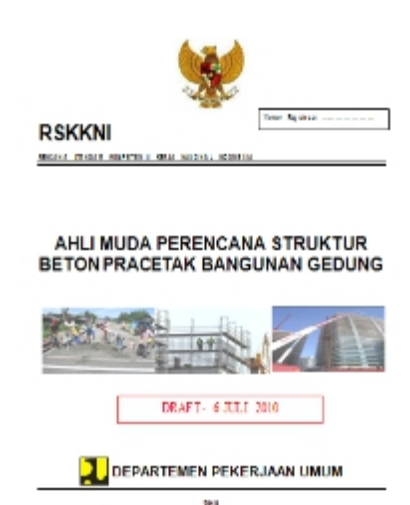 RSKKNI
AHLI MUDA PERENCANA STRUKTUR
BETON PRACETAK BANGUNAN GEDUNG
DRAFT- 6 JULI 2010
DEPARTEMEN PEKERJAAN UMUM